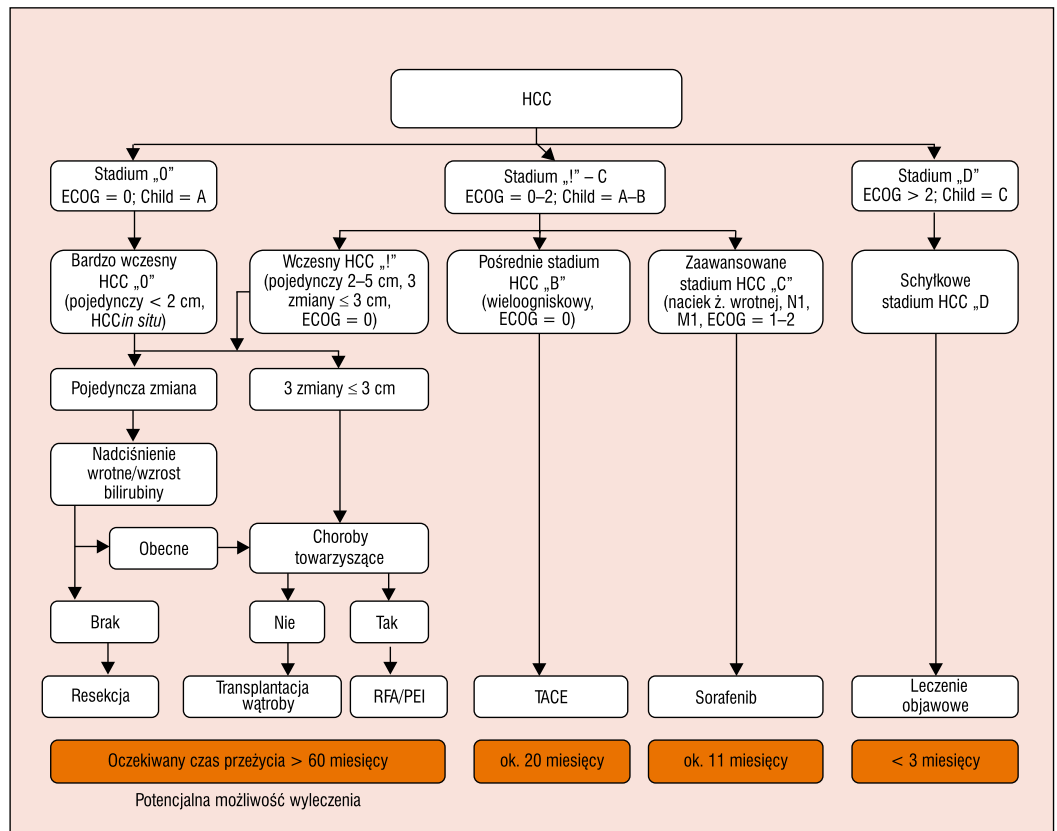 HCC
Stadium „0”
ECOG = 0; Child = A
Stadium „!” – C
ECOG = 0–2; Child = A–B
Stadium „D”
ECOG > 2; Child = C
Bardzo wczesny
HCC „0”
(pojedynczy < 2 cm,
HCCin situ)
Wczesny HCC „!”
(pojedynczy 2–5 cm, 3
zmiany ≤ 3 cm,
ECOG = 0)
Pośrednie stadium
HCC „B”
(wieloogniskowy,
ECOG = 0)
Zaawansowane
stadium HCC „C”
(naciek ż. wrotnej, N1,
M1, ECOG = 1–2
Schyłkowe
stadium HCC „D
Pojedyncza zmiana
3 zmiany ≤ 3 cm
Nadciśnienie
wrotne/wzrost
bilirubiny
Obecne
Choroby
towarzyszące
Brak
Nie
Tak
Resekcja
Transplantacja
wątroby
RFA/PEI
TACE
Sorafenib
Leczenie
objawowe
Oczekiwany czas przeżycia > 60 miesięcy
ok. 20 miesięcy
ok. 11 miesięcy
< 3 miesięcy
Potencjalna możliwość wyleczenia